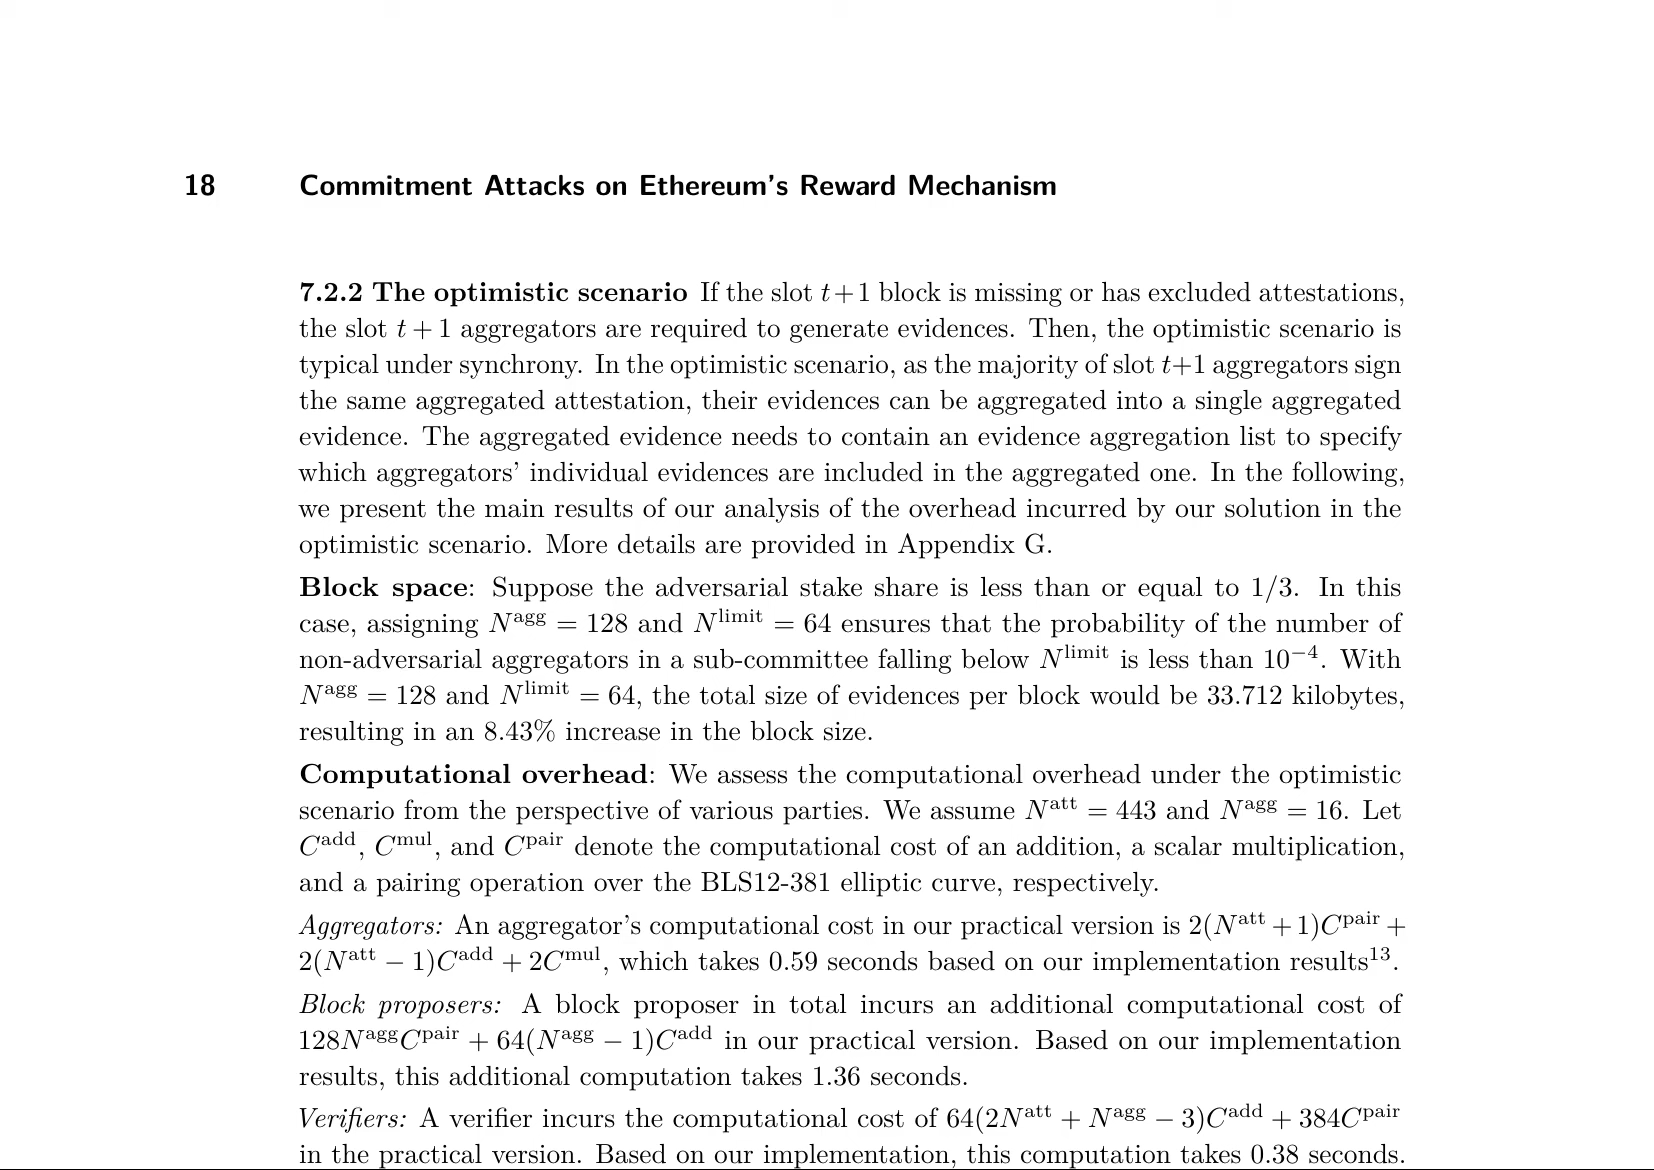 18 Commitment Attacks on Ethereum's Reward Mechanism
7.2.2 The optimistic scenario If the slot t + 1 block is missing or has excluded attestations,
the slot t + 1 aggregators are required to generate evidences. Then, the optimistic scenario is
typical under synchrony. In the optimistic scenario, as the majority of slot t+1 aggregators sign
the same aggregated attestation, their evidences can be aggregated into a single aggregated
evidence. The aggregated evidence needs to contain an evidence aggregation list to specify
which aggregators' individual evidences are included in the aggregated one. In the following,
we present the main results of our analysis of the overhead incurred by our solution in the
optimistic scenario. More details are provided in Appendix G.
Block space: Suppose the adversarial stake share is less than or equal to 1/3. In this
case, assigning N^agg = 128 and N^limit = 64 ensures that the probability of the number of
non-adversarial aggregators in a sub-committee falling below N^limit is less than 10^−4. With
N^agg = 128 and N^limit = 64, the total size of evidences per block would be 33.712 kilobytes,
resulting in an 8.43% increase in the block size.
Computational overhead: We assess the computational overhead under the optimistic
scenario from the perspective of various parties. We assume N^att = 443 and N^agg = 16. Let
C^add, C^mul, and C^pair denote the computational cost of an addition, a scalar multiplication,
and a pairing operation over the BLS12-381 elliptic curve, respectively.
Aggregators: An aggregator's computational cost in our practical version is 2(N^att + 1)C^pair +
2(N^att − 1)C^add + 2C^mul, which takes 0.59 seconds based on our implementation results^13.
Block proposers: A block proposer in total incurs an additional computational cost of
128N^agg C^pair + 64(N^agg − 1)C^add in our practical version. Based on our implementation
results, this additional computation takes 1.36 seconds.
Verifiers: A verifier incurs the computational cost of 64(2N^att + N^agg − 3)C^add + 384C^pair
in the practical version. Based on our implementation, this computation takes 0.38 seconds.